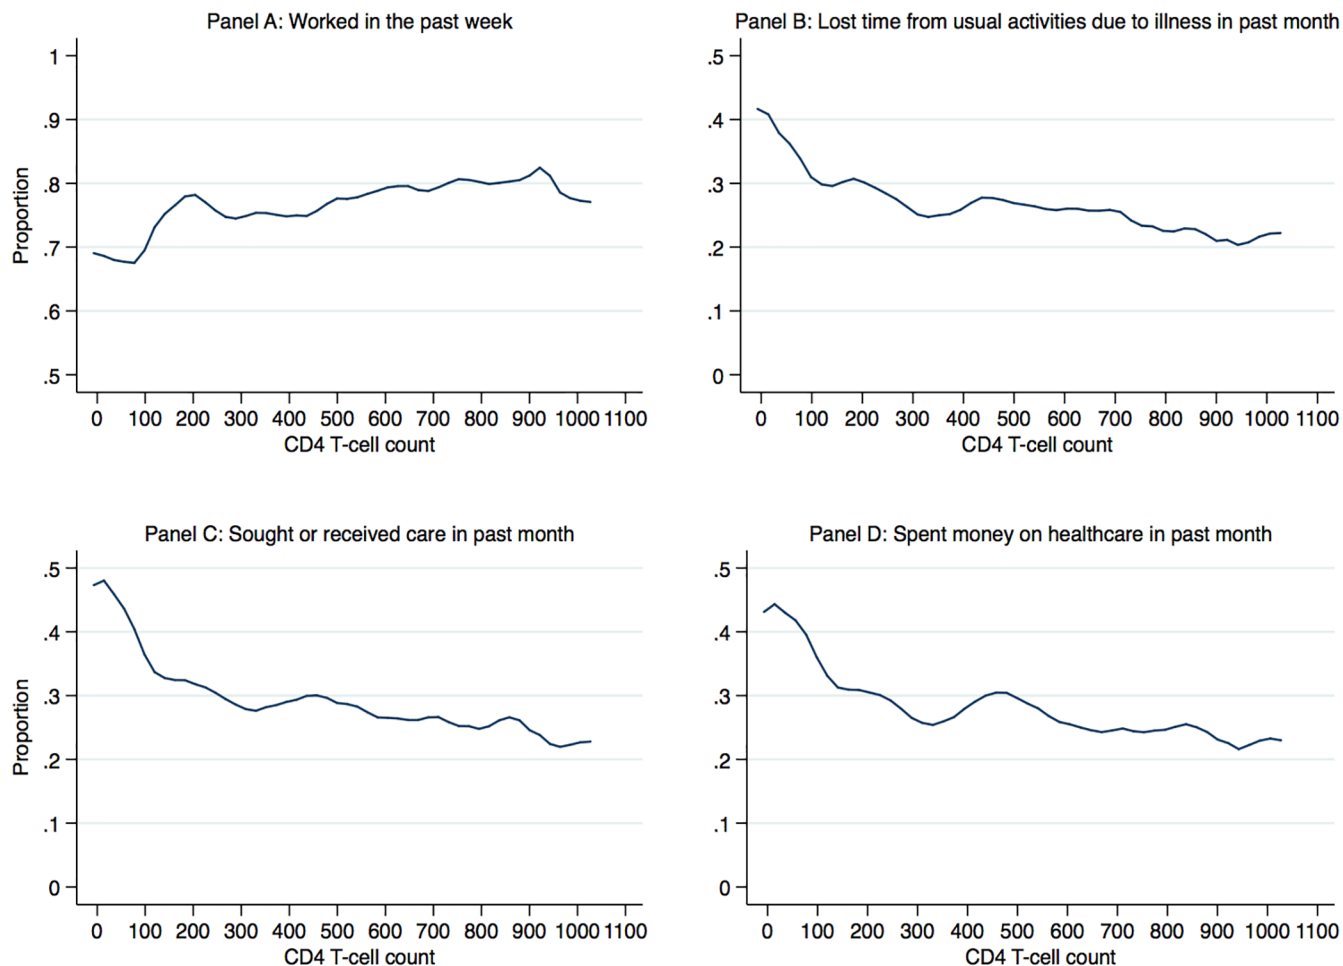 Panel A: Worked in the past week
1
.9
.8
.7
.6
.5
Proportion
0 100 200 300 400 500 600 700 800 900 1000 1100
CD4 T-cell count
Panel B: Lost time from usual activities due to illness in past month
.5
.4
.3
.2
.1
0
0 100 200 300 400 500 600 700 800 900 1000 1100
CD4 T-cell count
Panel C: Sought or received care in past month
.5
.4
.3
.2
.1
0
Proportion
0 100 200 300 400 500 600 700 800 900 1000 1100
CD4 T-cell count
Panel D: Spent money on healthcare in past month
.5
.4
.3
.2
.1
0
0 100 200 300 400 500 600 700 800 900 1000 1100
CD4 T-cell count